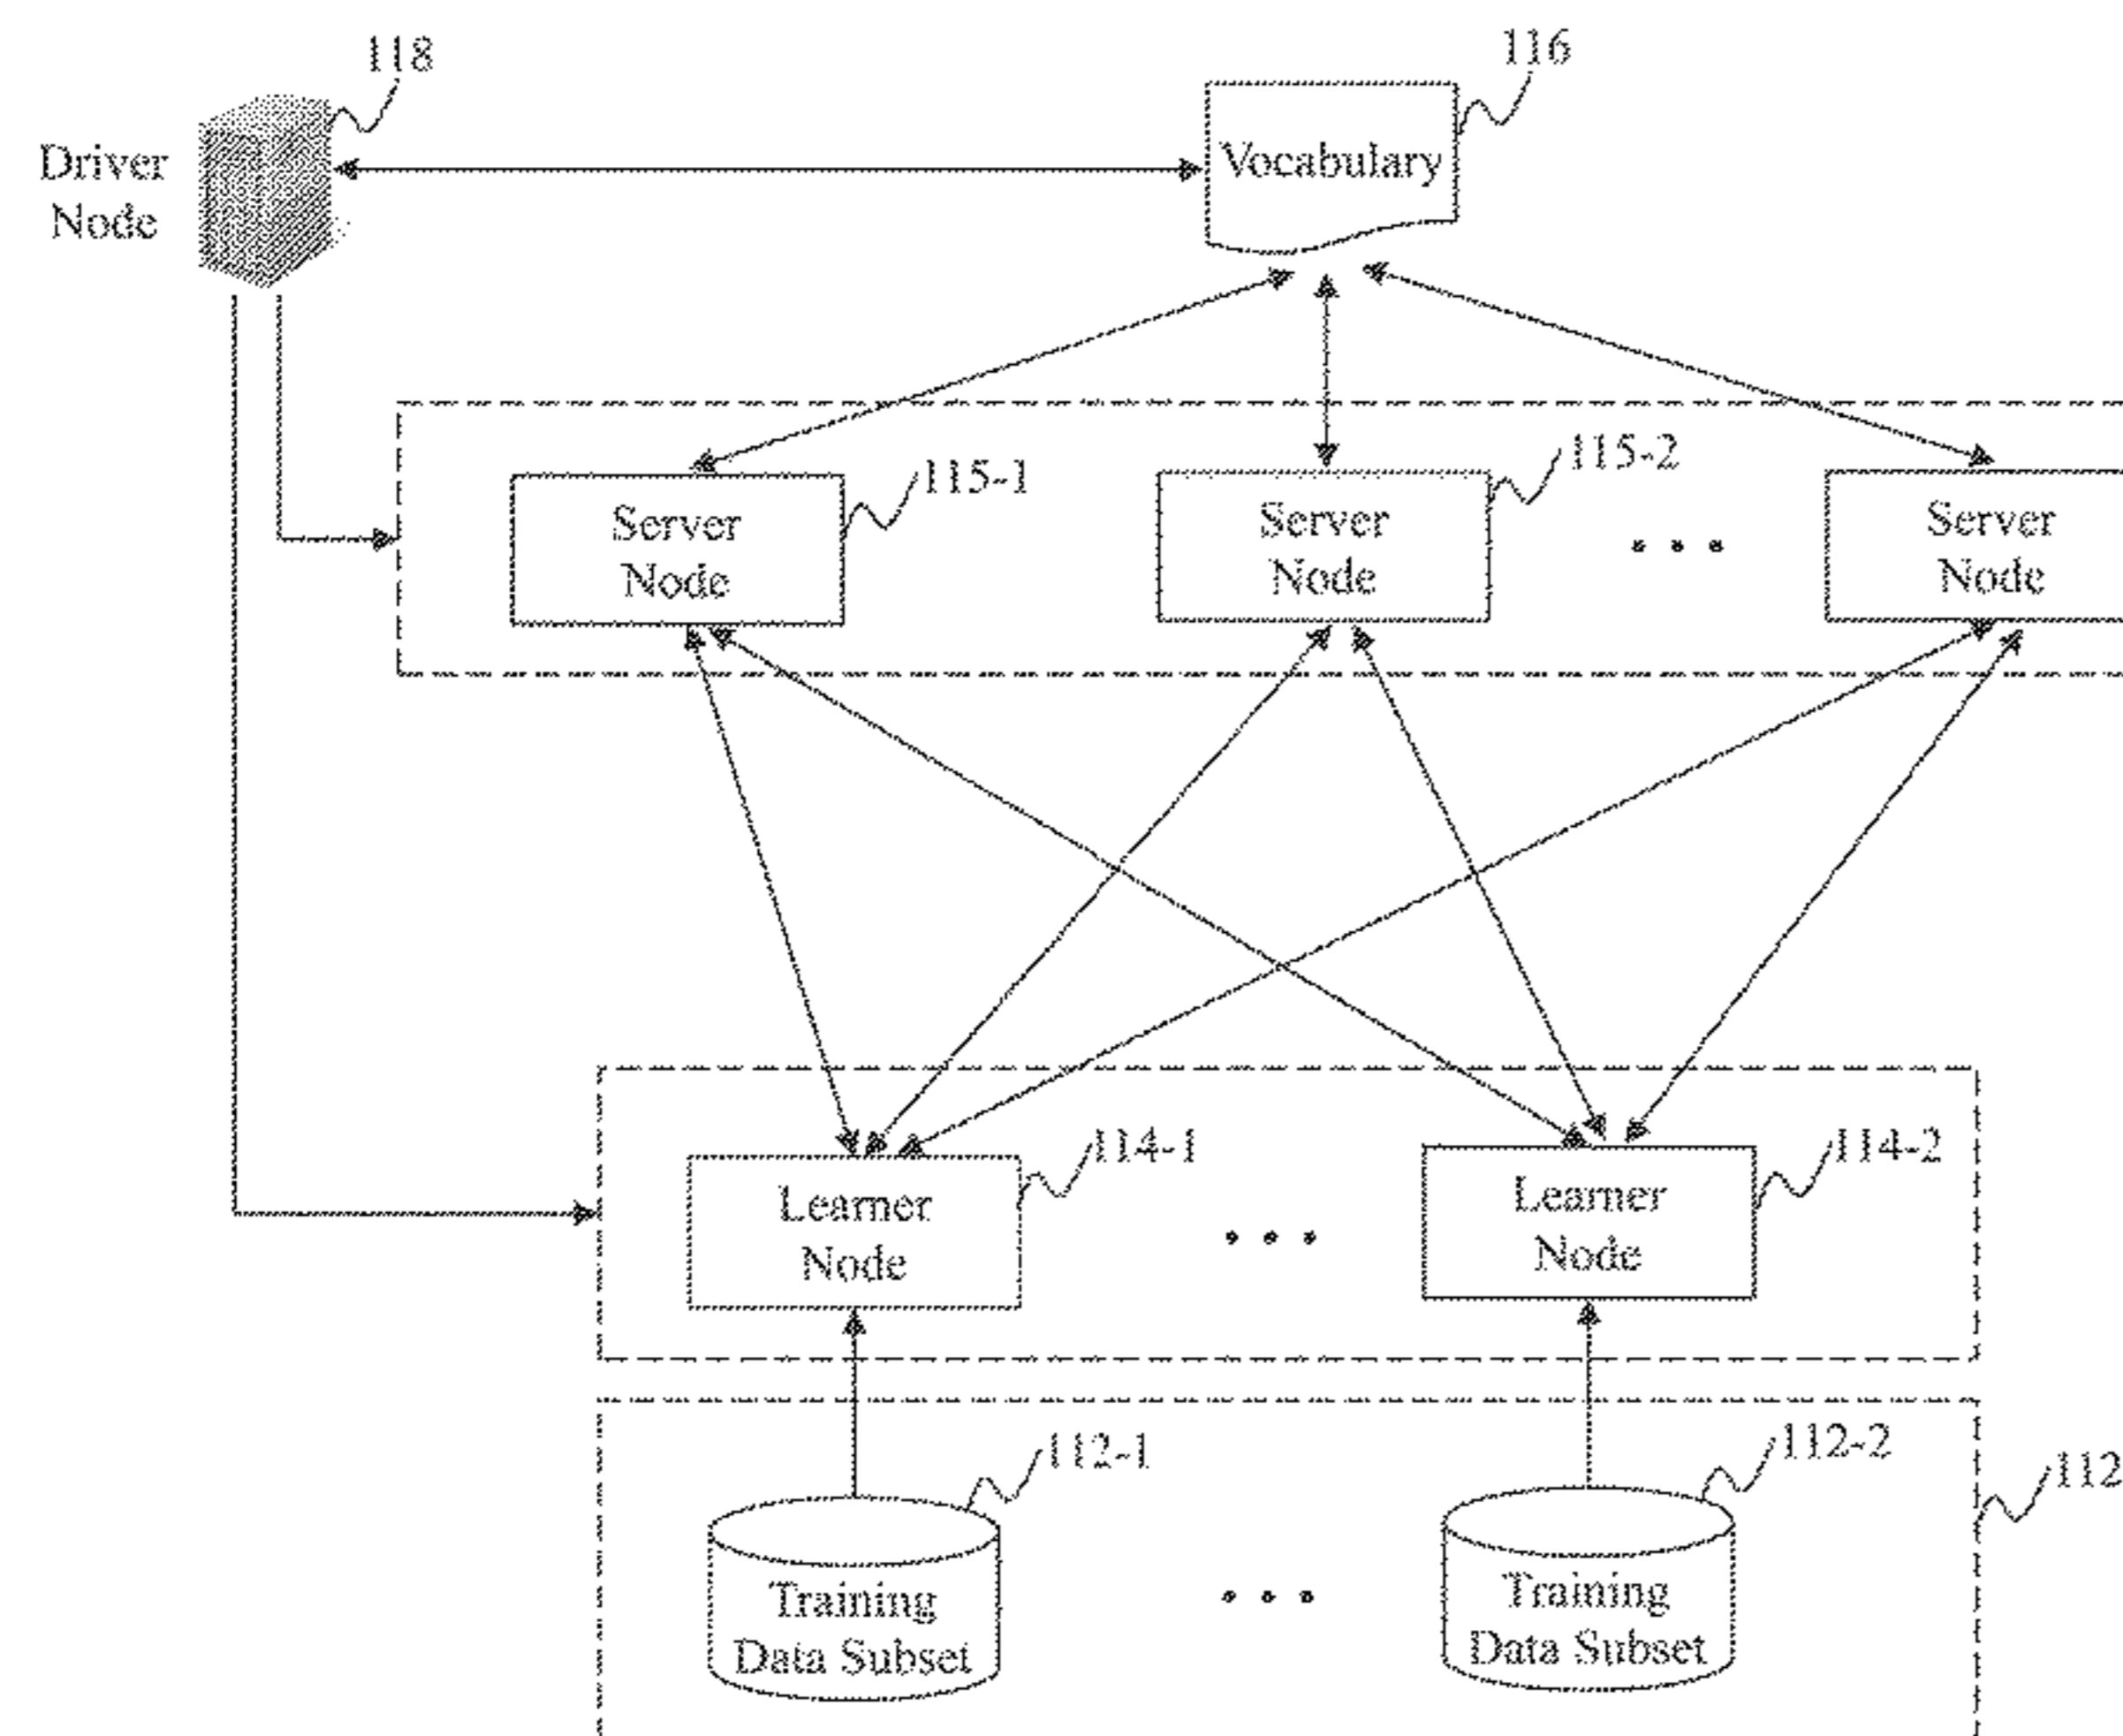 118
116
Driver
Node
Vocabulary
115-1
115-2
Server
Node
Server
Node
Server
Node
114-1
114-2
Learner
Node
Learner
Node
112-1
112-2
112
Training
Data Subset
Training
Data Subset